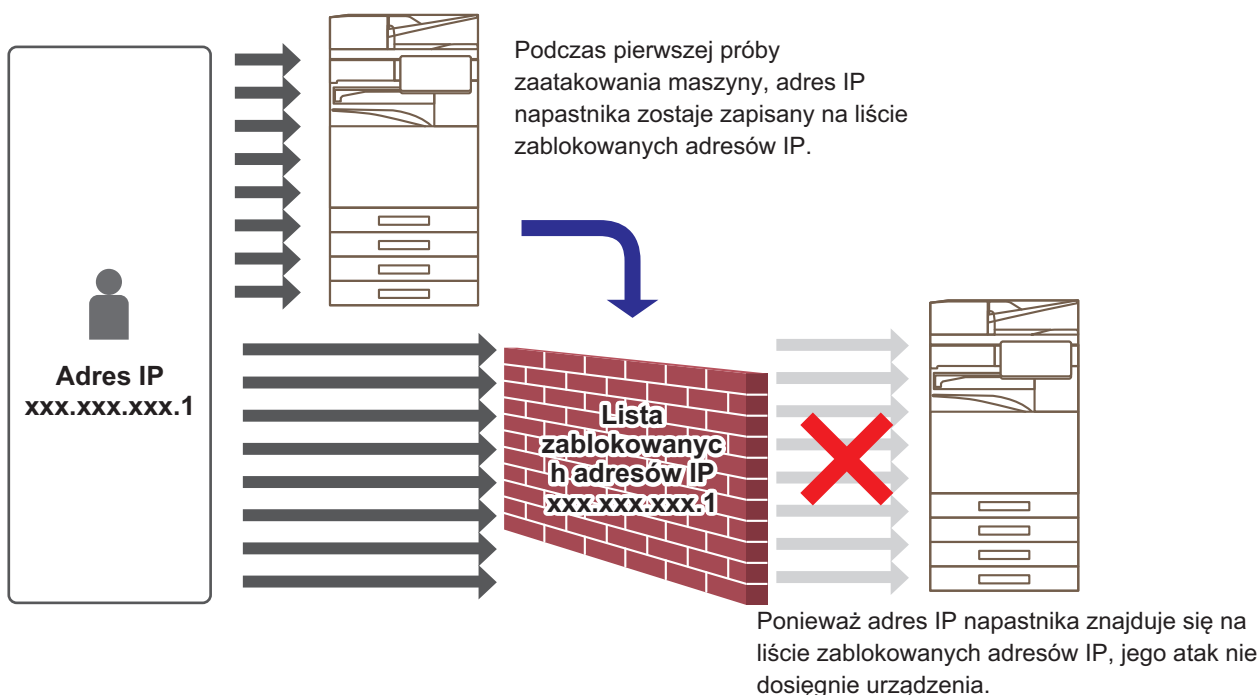 Podczas pierwszej próby
zaatakowania maszyny, adres IP
napastnika zostaje zapisany na liście
zablokowanych adresów IP.
Adres IP
xxx.xxx.xxx.1
Lista
zablokowanyc
h adresów IP
xxx.xxx.xxx.1
Ponieważ adres IP napastnika znajduje się na
liście zablokowanych adresów IP, jego atak nie
dosięgnie urządzenia.